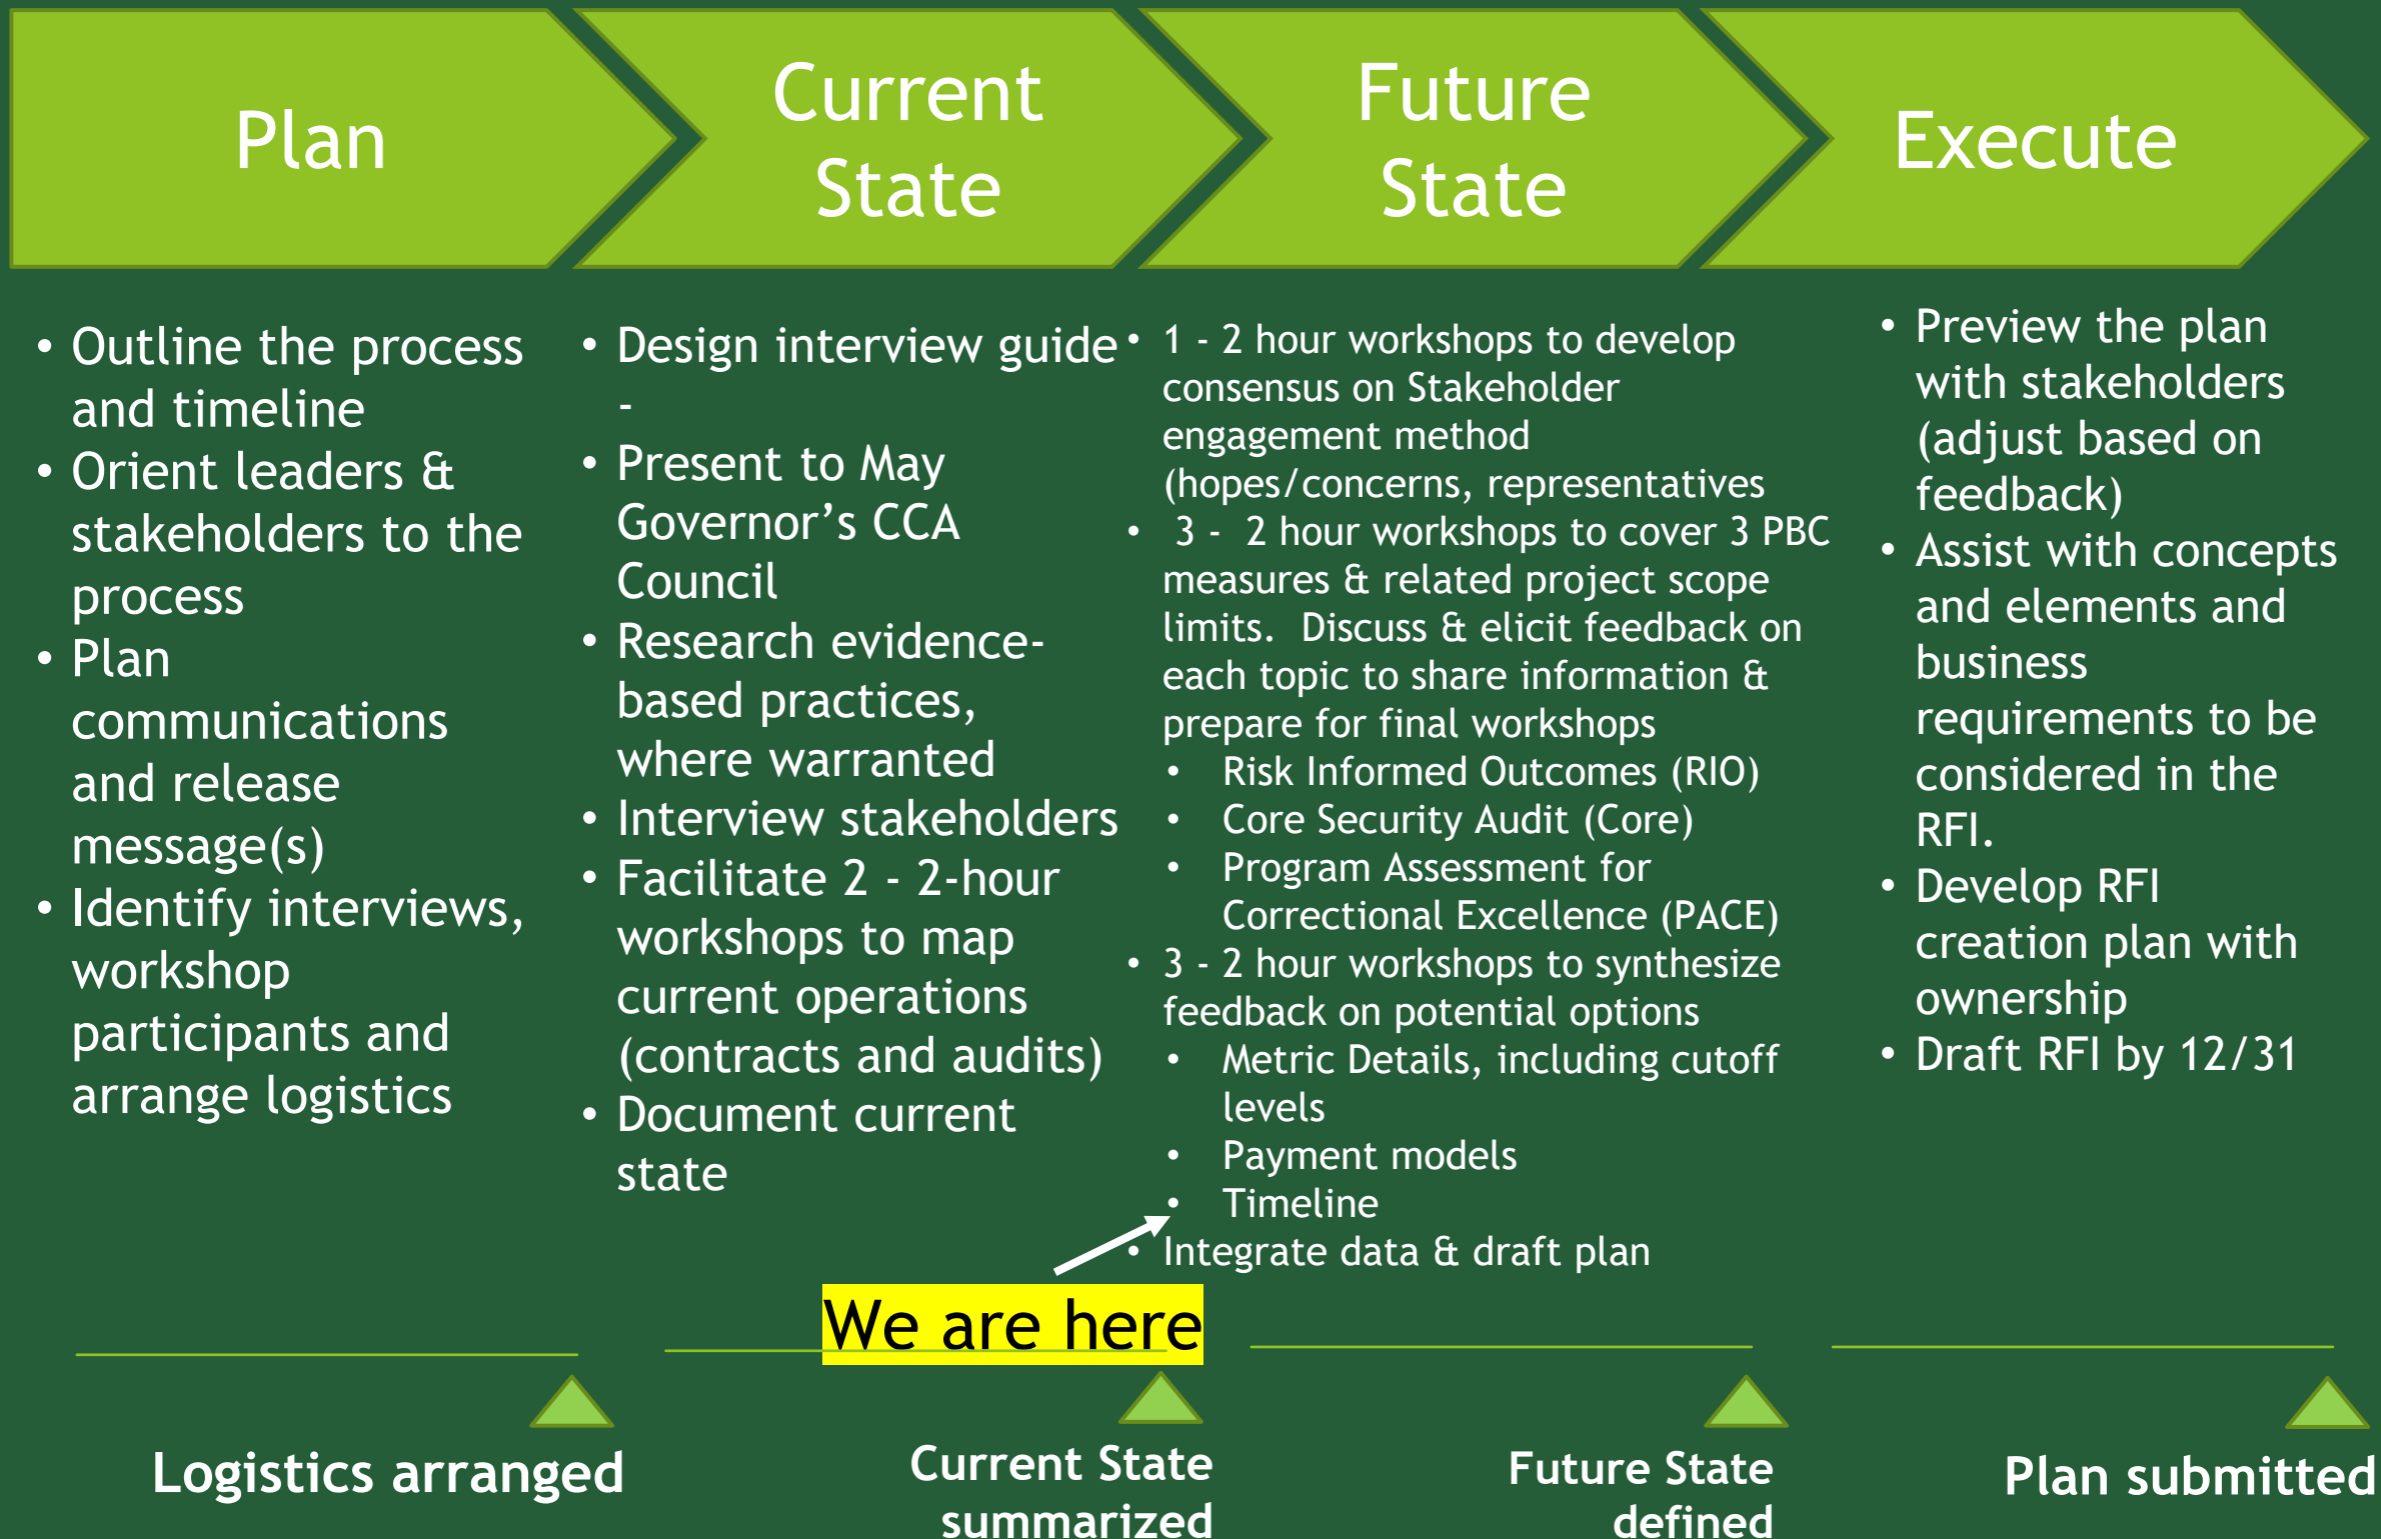 Plan
Current
State
Future
State
Execute
• Outline the process
and timeline
• Orient leaders &
stakeholders to the
process
• Plan
communications
and release
message(s)
• Identify interviews,
workshop
participants and
arrange logistics
• Design interview guide
-
• Present to May
Governor’s CCA
Council
• Research evidence-
based practices,
where warranted
• Interview stakeholders
• Facilitate 2 - 2-hour
workshops to map
current operations
(contracts and audits)
• Document current
state
• 1 - 2 hour workshops to develop
consensus on Stakeholder
engagement method
(hopes/concerns, representatives
• 3 - 2 hour workshops to cover 3 PBC
measures & related project scope
limits. Discuss & elicit feedback on
each topic to share information &
prepare for final workshops
• Risk Informed Outcomes (RIO)
• Core Security Audit (Core)
• Program Assessment for
Correctional Excellence (PACE)
• 3 - 2 hour workshops to synthesize
feedback on potential options
• Metric Details, including cutoff
levels
• Payment models
• Timeline
• Integrate data & draft plan
• Preview the plan
with stakeholders
(adjust based on
feedback)
• Assist with concepts
and elements and
business
requirements to be
considered in the
RFI.
• Develop RFI
creation plan with
ownership
• Draft RFI by 12/31
We are here
Logistics arranged
Current State
summarized
Future State
defined
Plan submitted